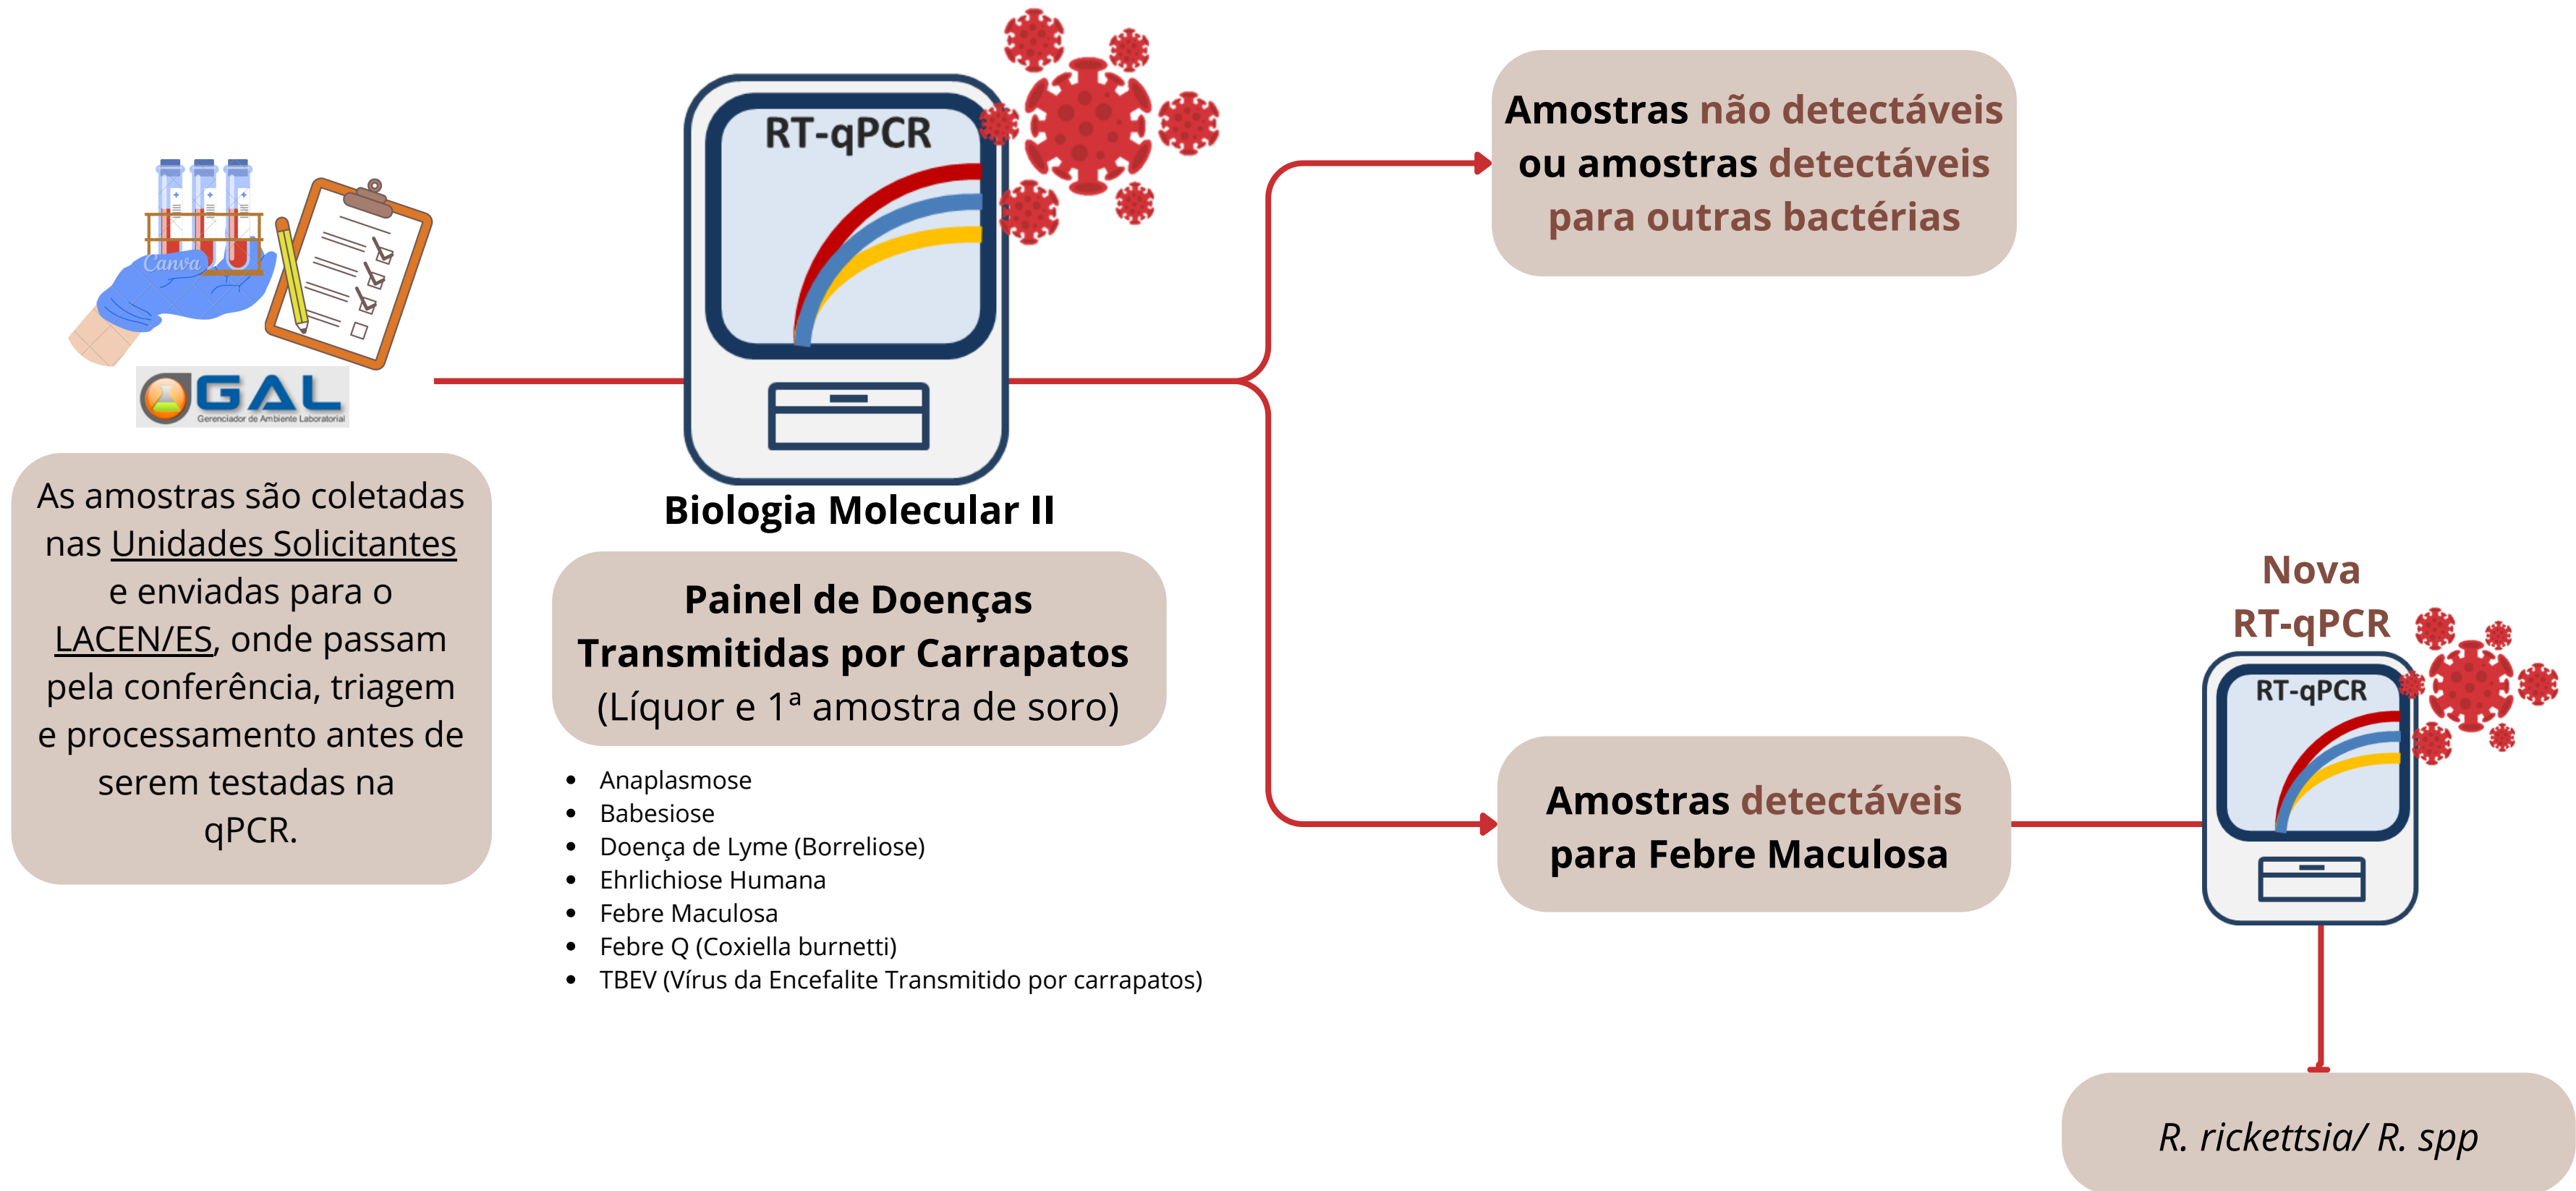 Canva
GAL
Gerenciador de Ambiente Laboratorial
As amostras são coletadas
nas Unidades Solicitantes
e enviadas para o
LACEN/ES, onde passam
pela conferência, triagem
e processamento antes de
serem testadas na
qPCR.
RT-qPCR
Biologia Molecular II
Painel de Doenças
Transmitidas por Carrapatos
(Líquor e 1ª amostra de soro)
• Anaplasmose
• Babesiose
• Doença de Lyme (Borreliose)
• Ehrlichiose Humana
• Febre Maculosa
• Febre Q (Coxiella burnetti)
• TBEV (Vírus da Encefalite Transmitido por carrapatos)
Amostras não detectáveis
ou amostras detectáveis
para outras bactérias
Amostras detectáveis
para Febre Maculosa
Nova
RT-qPCR
RT-qPCR
R. rickettsia/ R. spp